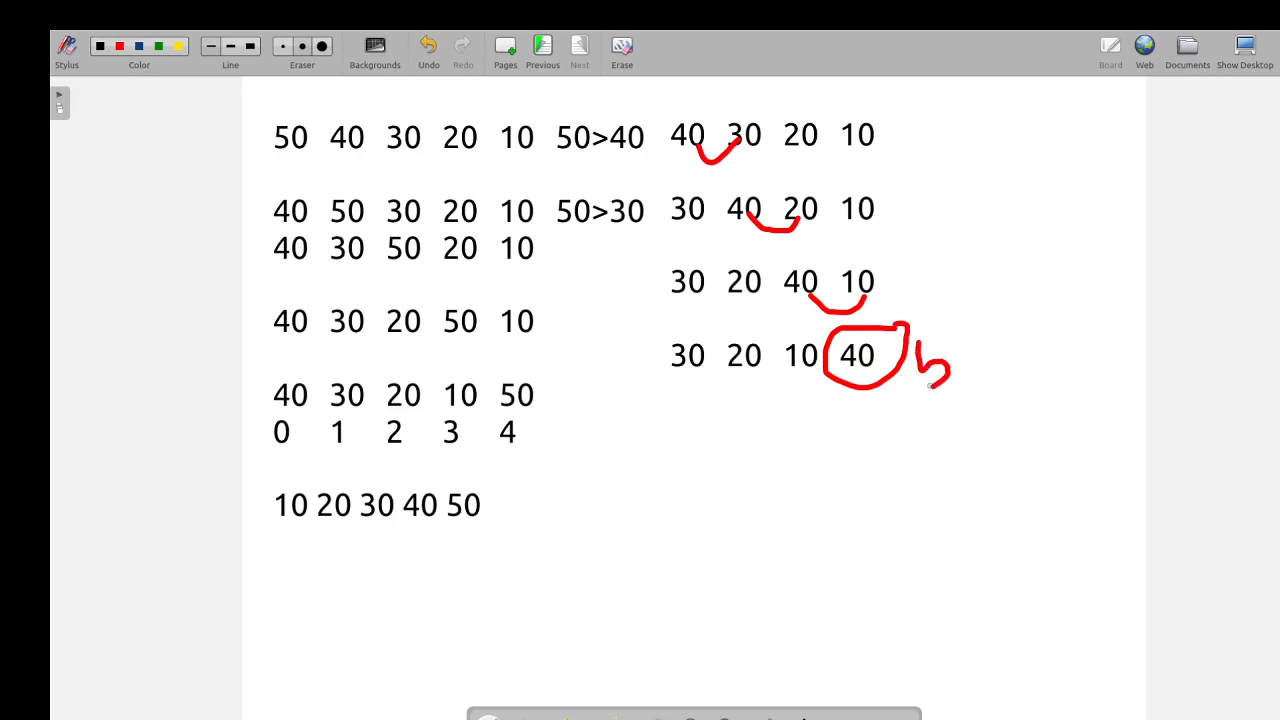 Stylus Color Line Eraser Backgrounds Undo Redo Pages Previous Next Erase Board Web Documents Show Desktop
50 40 30 20 10 50>40
40 50 30 20 10 50>30
40 30 50 20 10
40 30 20 50 10
40 30 20 10 50
0 1 2 3 4
10 20 30 40 50
40 30 20 10
30 40 20 10
30 20 40 10
30 20 10 40